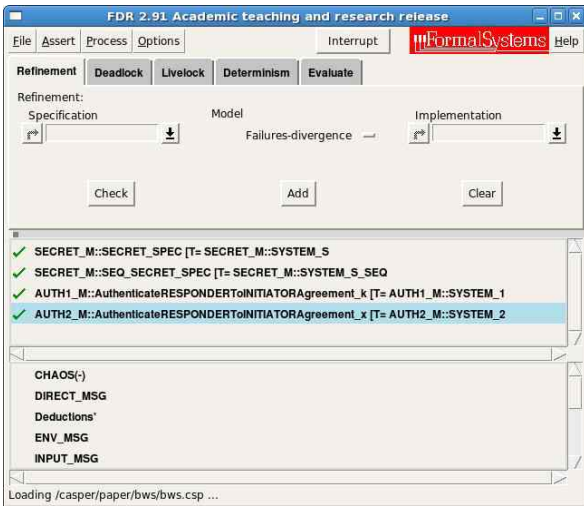 FDR 2.91 Academic teaching and research release
File Assert Process Options Interrupt FormalSystems Help
Refinement Deadlock Livelock Determinism Evaluate
Refinement:
Specification Model Implementation
Failures-divergence
Check Add Clear
SECRET_M::SECRET_SPEC [T= SECRET_M::SYSTEM_S
SECRET_M::SEQ_SECRET_SPEC [T= SECRET_M::SYSTEM_S_SEQ
AUTH1_M::AuthenticateRESPONDERToINITIATORAgreement_k [T= AUTH1_M::SYSTEM_1
AUTH2_M::AuthenticateRESPONDERToINITIATORAgreement_x [T= AUTH2_M::SYSTEM_2
CHAOS(-)
DIRECT_MSG
Deductions'
ENV_MSG
INPUT_MSG
Loading /casper/paper/bws/bws.csp ...